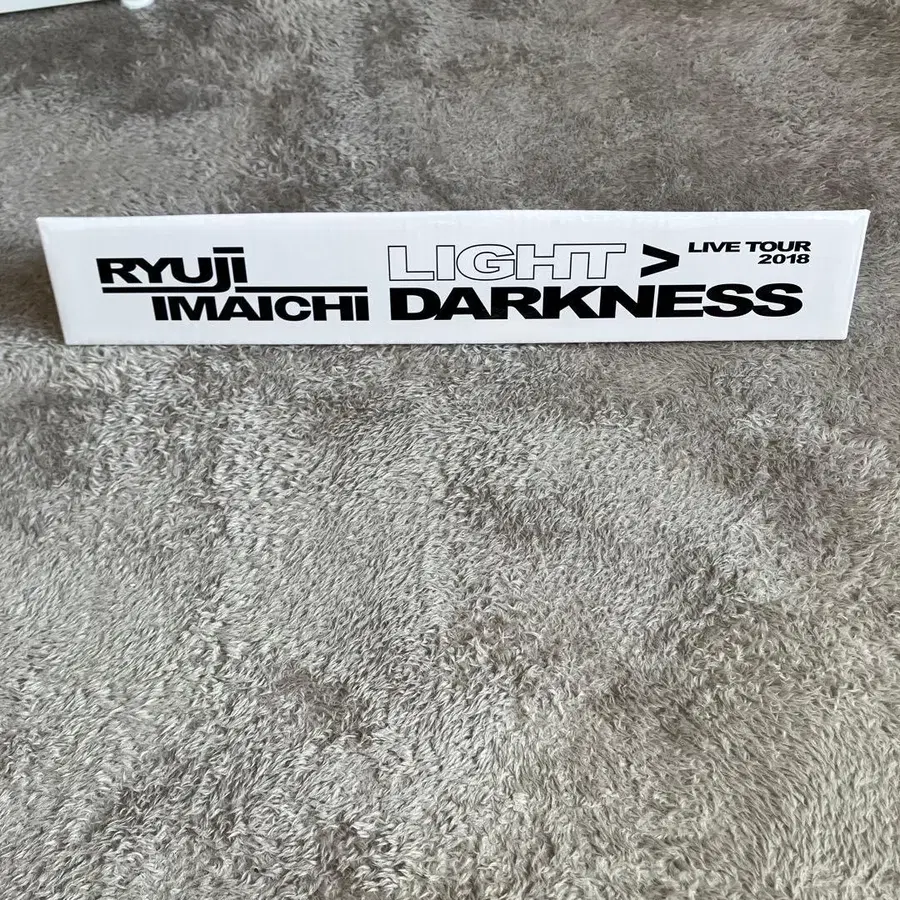 RYUJI
IMAICHI
LIGHT >
DARKNESS
LIVE TOUR
2018